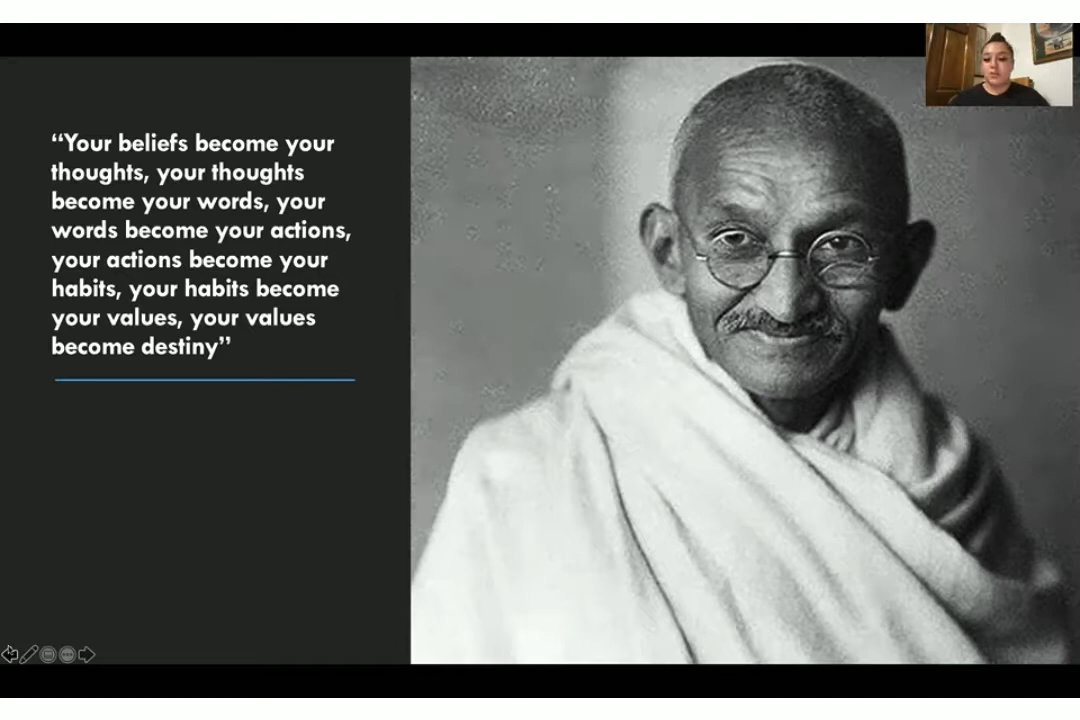 “Your beliefs become your
thoughts, your thoughts
become your words, your
words become your actions,
your actions become your
habits, your habits become
your values, your values
become destiny”